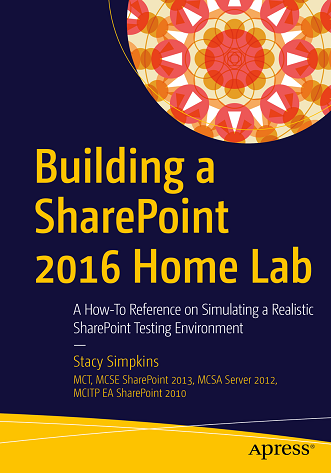 Building a
SharePoint
2016 Home Lab
A How-To Reference on Simulating a Realistic
SharePoint Testing Environment
—
Stacy Simpkins
MCT, MCSE SharePoint 2013, MCSA Server 2012,
MCITP EA SharePoint 2010
Apress®